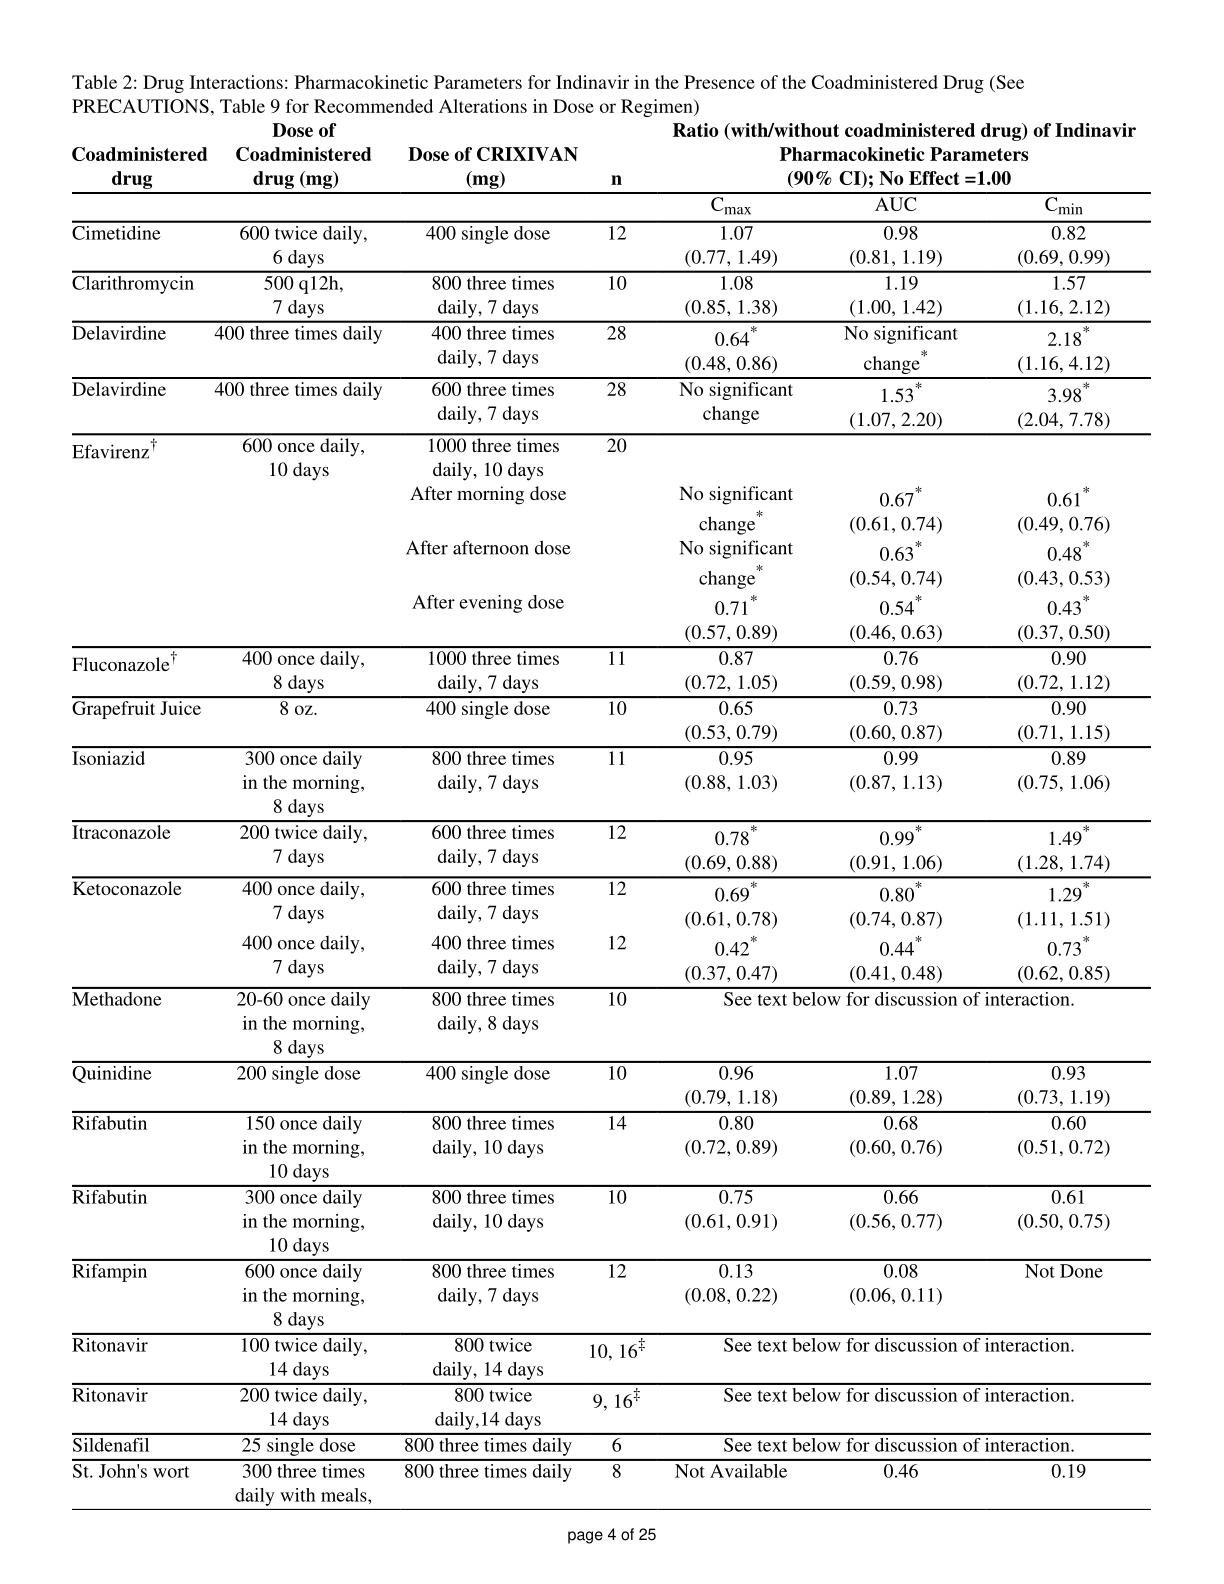 Table 2: Drug Interactions: Pharmacokinetic Parameters for Indinavir in the Presence of the Coadministered Drug (See
PRECAUTIONS, Table 9 for Recommended Alterations in Dose or Regimen)
Dose of Ratio (with/without coadministered drug) of Indinavir
Coadministered Coadministered Dose of CRIXIVAN Pharmacokinetic Parameters
drug drug (mg) (mg) n (90% CI); No Effect =1.00
Cmax AUC Cmin
Cimetidine 600 twice daily, 400 single dose 12 1.07 0.98 0.82
6 days (0.77, 1.49) (0.81, 1.19) (0.69, 0.99)
Clarithromycin 500 q12h, 800 three times 10 1.08 1.19 1.57
7 days daily, 7 days (0.85, 1.38) (1.00, 1.42) (1.16, 2.12)
Delavirdine 400 three times daily 400 three times 28 0.64* No significant 2.18*
daily, 7 days (0.48, 0.86) change* (1.16, 4.12)
Delavirdine 400 three times daily 600 three times 28 No significant 1.53* 3.98*
daily, 7 days change (1.07, 2.20) (2.04, 7.78)
Efavirenz† 600 once daily, 1000 three times 20
10 days daily, 10 days
After morning dose No significant 0.67* 0.61*
change* (0.61, 0.74) (0.49, 0.76)
After afternoon dose No significant 0.63* 0.48*
change* (0.54, 0.74) (0.43, 0.53)
After evening dose 0.71* 0.54* 0.43*
(0.57, 0.89) (0.46, 0.63) (0.37, 0.50)
Fluconazole† 400 once daily, 1000 three times 11 0.87 0.76 0.90
8 days daily, 7 days (0.72, 1.05) (0.59, 0.98) (0.72, 1.12)
Grapefruit Juice 8 oz. 400 single dose 10 0.65 0.73 0.90
(0.53, 0.79) (0.60, 0.87) (0.71, 1.15)
Isoniazid 300 once daily 800 three times 11 0.95 0.99 0.89
in the morning, daily, 7 days (0.88, 1.03) (0.87, 1.13) (0.75, 1.06)
8 days
Itraconazole 200 twice daily, 600 three times 12 0.78* 0.99* 1.49*
7 days daily, 7 days (0.69, 0.88) (0.91, 1.06) (1.28, 1.74)
Ketoconazole 400 once daily, 600 three times 12 0.69* 0.80* 1.29*
7 days daily, 7 days (0.61, 0.78) (0.74, 0.87) (1.11, 1.51)
400 once daily, 400 three times 12 0.42* 0.44* 0.73*
7 days daily, 7 days (0.37, 0.47) (0.41, 0.48) (0.62, 0.85)
Methadone 20-60 once daily 800 three times 10 See text below for discussion of interaction.
in the morning, daily, 8 days
8 days
Quinidine 200 single dose 400 single dose 10 0.96 1.07 0.93
(0.79, 1.18) (0.89, 1.28) (0.73, 1.19)
Rifabutin 150 once daily 800 three times 14 0.80 0.68 0.60
in the morning, daily, 10 days (0.72, 0.89) (0.60, 0.76) (0.51, 0.72)
10 days
Rifabutin 300 once daily 800 three times 10 0.75 0.66 0.61
in the morning, daily, 10 days (0.61, 0.91) (0.56, 0.77) (0.50, 0.75)
10 days
Rifampin 600 once daily 800 three times 12 0.13 0.08 Not Done
in the morning, daily, 7 days (0.08, 0.22) (0.06, 0.11)
8 days
Ritonavir 100 twice daily, 800 twice 10, 16‡ See text below for discussion of interaction.
14 days daily, 14 days
Ritonavir 200 twice daily, 800 twice 9, 16‡ See text below for discussion of interaction.
14 days daily,14 days
Sildenafil 25 single dose 800 three times daily 6 See text below for discussion of interaction.
St. John's wort 300 three times 800 three times daily 8 Not Available 0.46 0.19
daily with meals,
page 4 of 25